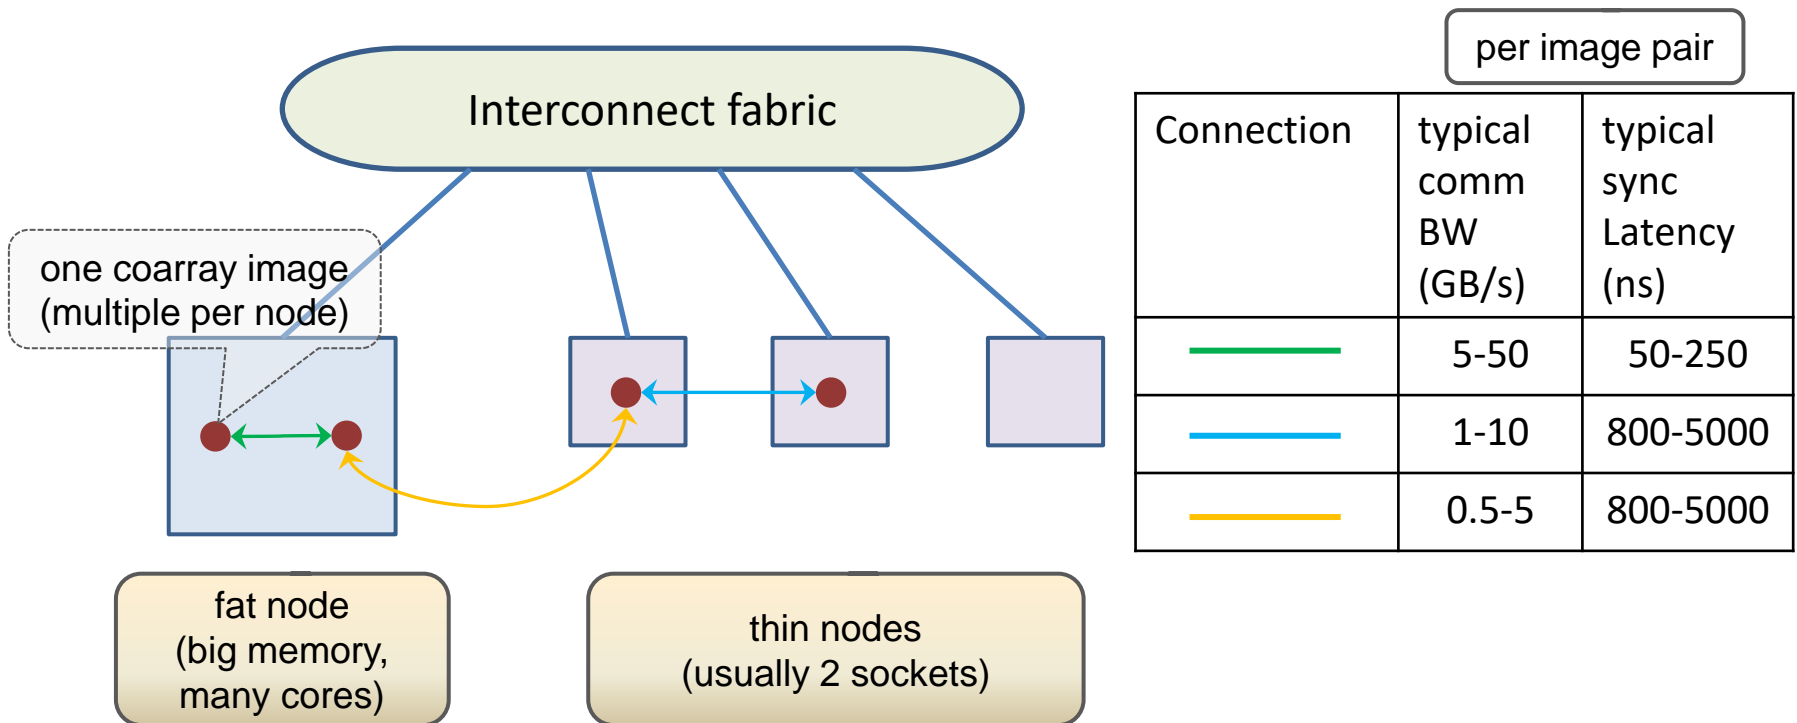 per image pair
Interconnect fabric
one coarray image
(multiple per node)
fat node
(big memory,
many cores)
thin nodes
(usually 2 sockets)
Connection
typical
comm
BW
(GB/s)
typical
sync
Latency
(ns)
5-50
50-250
1-10
800-5000
0.5-5
800-5000